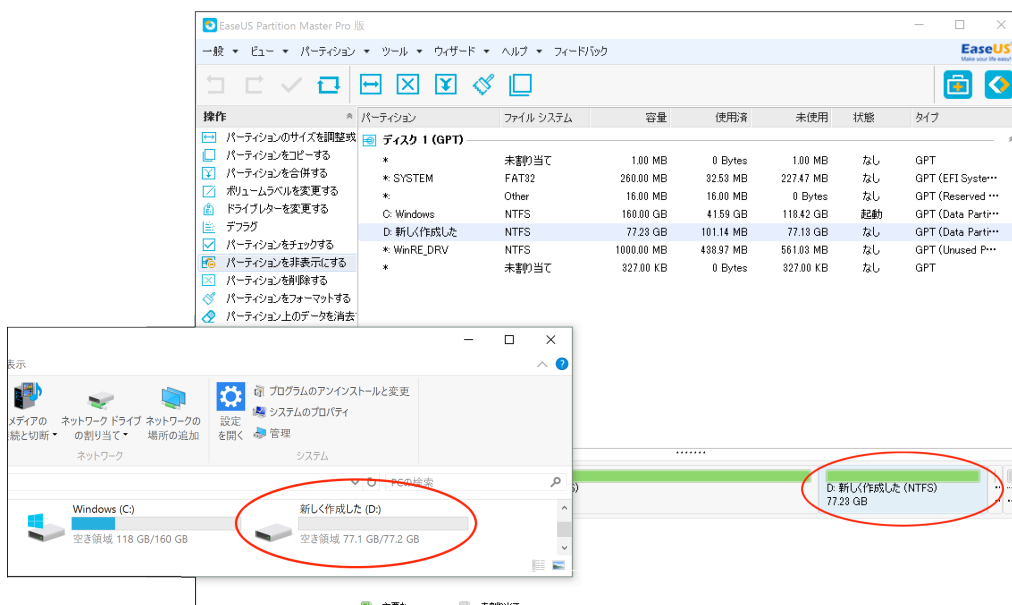 EaseUS Partition Master Pro 版
一般 ビュー パーティション ツール ウィザード ヘルプ フィードバック
EaseUS
Make your life easy!
操作
パーティションのサイズを調整或
パーティションをコピーする
パーティションを合併する
ボリュームラベルを変更する
ドライブレターを変更する
デフラグ
パーティションをチェックする
パーティションを非表示にする
パーティションを削除する
パーティションをフォーマットする
パーティション上のデータを消去
パーティション ファイル システム 容量 使用済 未使用 状態 タイプ
ディスク 1 (GPT)
* 未割り当て 1.00 MB 0 Bytes 1.00 MB なし GPT
*: SYSTEM FAT32 260.00 MB 32.53 MB 227.47 MB なし GPT (EFI Syste…
*: Other 16.00 MB 16.00 MB 0 Bytes なし GPT (Reserved …
C: Windows NTFS 160.00 GB 41.59 GB 118.42 GB 起動 GPT (Data Parti…
D: 新しく作成した NTFS 77.23 GB 101.14 MB 77.13 GB なし GPT (Data Parti…
*: WinRE_DRV NTFS 1000.00 MB 438.97 MB 561.03 MB なし GPT (Unused P…
* 未割り当て 327.00 KB 0 Bytes 327.00 KB なし GPT
表示
メディアの
続と切断
ネットワーク ドライブ
の割り当て
ネットワークの
場所の追加
ネットワーク
設定
を開く
プログラムのアンインストールと変更
システムのプロパティ
管理
システム
PCの検索
Windows (C:)
空き領域 118 GB/160 GB
新しく作成した (D:)
空き領域 77.1 GB/77.2 GB
D: 新しく作成した (NTFS)
77.23 GB